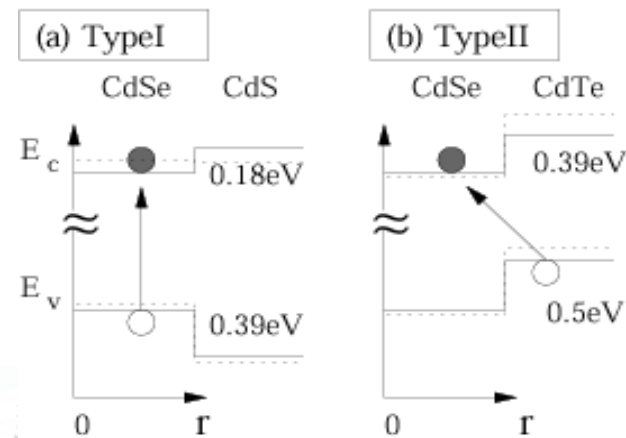 (a) TypeI
CdSe CdS
E c
0.18eV
E v
0.39eV
0 r
(b) TypeII
CdSe CdTe
0.39eV
0.5eV
0 r